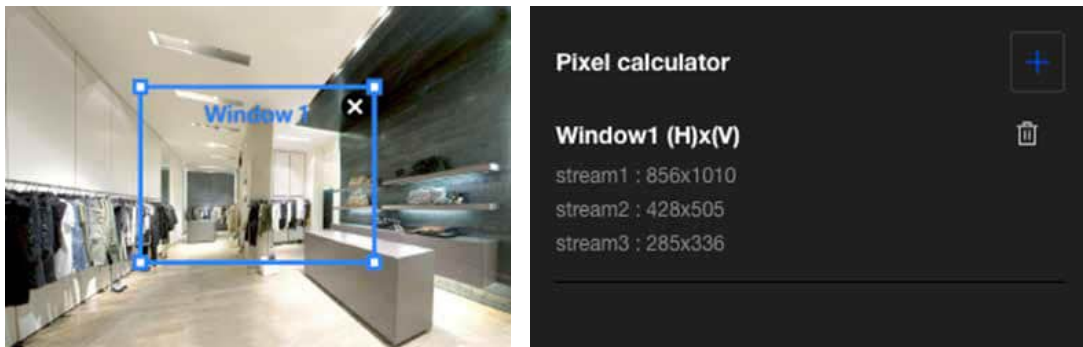 Window 1
Pixel calculator
Window1 (H)x(V)
stream1 : 856x1010
stream2 : 428x505
stream3 : 285x336